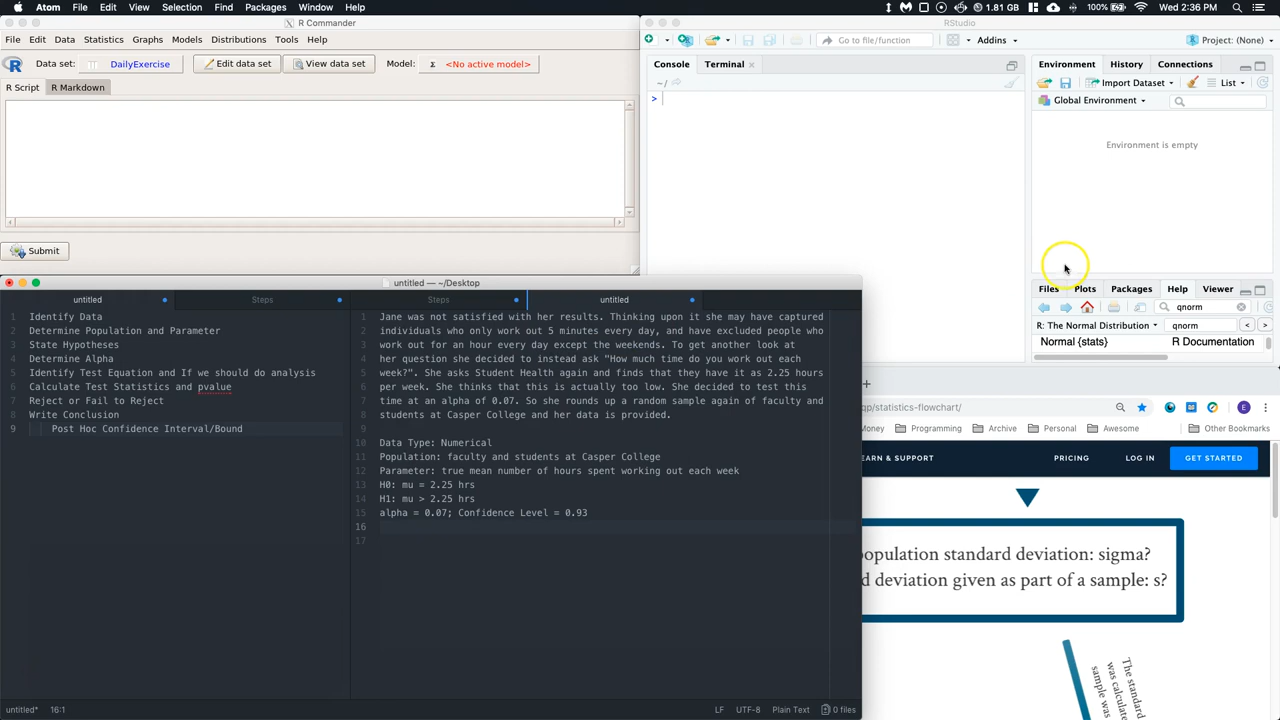 Atom File Edit View Selection Find Packages Window Help
1.81 GB 100% Wed 2:36 PM
R Commander
File Edit Data Statistics Graphs Models Distributions Tools Help
Data set: DailyExercise Edit data set View data set Model: Σ <No active model>
R Script R Markdown
Submit
RStudio
Go to file/function Addins Project: (None)
Console Terminal
~/
>
Environment History Connections
Import Dataset List
Global Environment
Environment is empty
Files Plots Packages Help Viewer
qnorm
R: The Normal Distribution qnorm < >
Normal {stats} R Documentation
untitled — ~/Desktop
untitled Steps Steps untitled
1 Identify Data
2 Determine Population and Parameter
3 State Hypotheses
4 Determine Alpha
5 Identify Test Equation and If we should do analysis
6 Calculate Test Statistics and pvalue
7 Reject or Fail to Reject
8 Write Conclusion
9 Post Hoc Confidence Interval/Bound
1 Jane was not satisfied with her results. Thinking upon it she may have captured
2 individuals who only work out 5 minutes every day, and have excluded people who
3 work out for an hour every day except the weekends. To get another look at
4 her question she decided to instead ask "How much time do you work out each
5 week?". She asks Student Health again and finds that they have it as 2.25 hours
6 per week. She thinks that this is actually too low. She decided to test this
7 time at an alpha of 0.07. So she rounds up a random sample again of faculty and
8 students at Casper College and her data is provided.
9
10 Data Type: Numerical
11 Population: faculty and students at Casper College
12 Parameter: true mean number of hours spent working out each week
13 H0: mu = 2.25 hrs
14 H1: mu > 2.25 hrs
15 alpha = 0.07; Confidence Level = 0.93
16
17
untitled* 16:1 LF UTF-8 Plain Text 0 files
qp/statistics-flowchart/
E
Money Programming Archive Personal Awesome Other Bookmarks
EARN & SUPPORT PRICING LOG IN GET STARTED
opulation standard deviation: sigma?
d deviation given as part of a sample: s?
The standard
was calculat
sample was